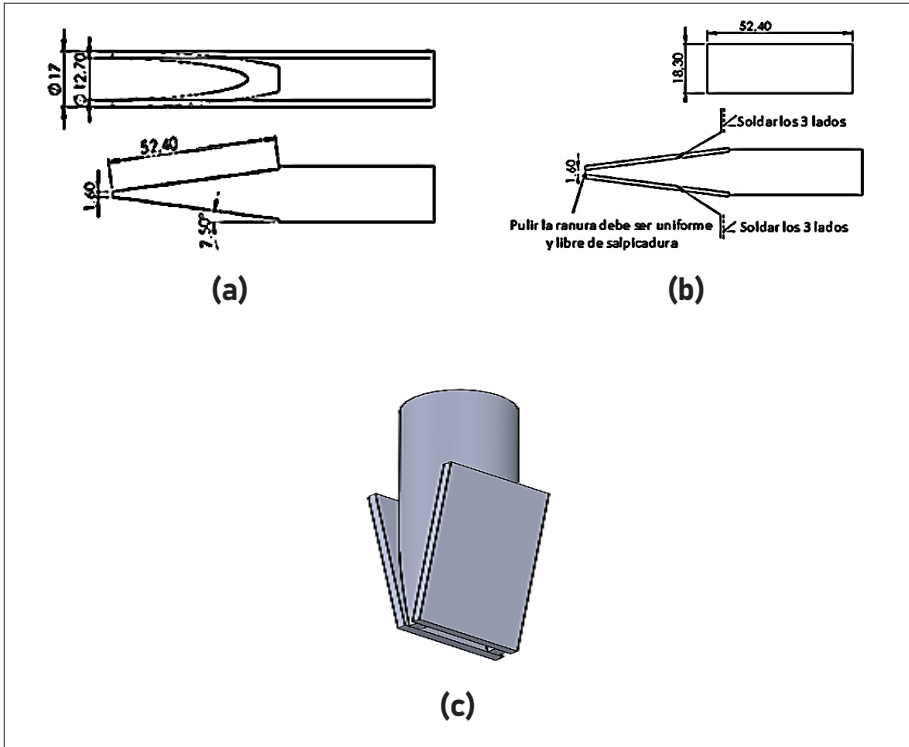 Ø17
Ø12.70
52.40
1.60
7.50°
(a)
52.40
18.30
Soldar los 3 lados
1.60
Pulir la ranura debe ser uniforme
y libre de salpicadura
Soldar los 3 lados
(b)
(c)